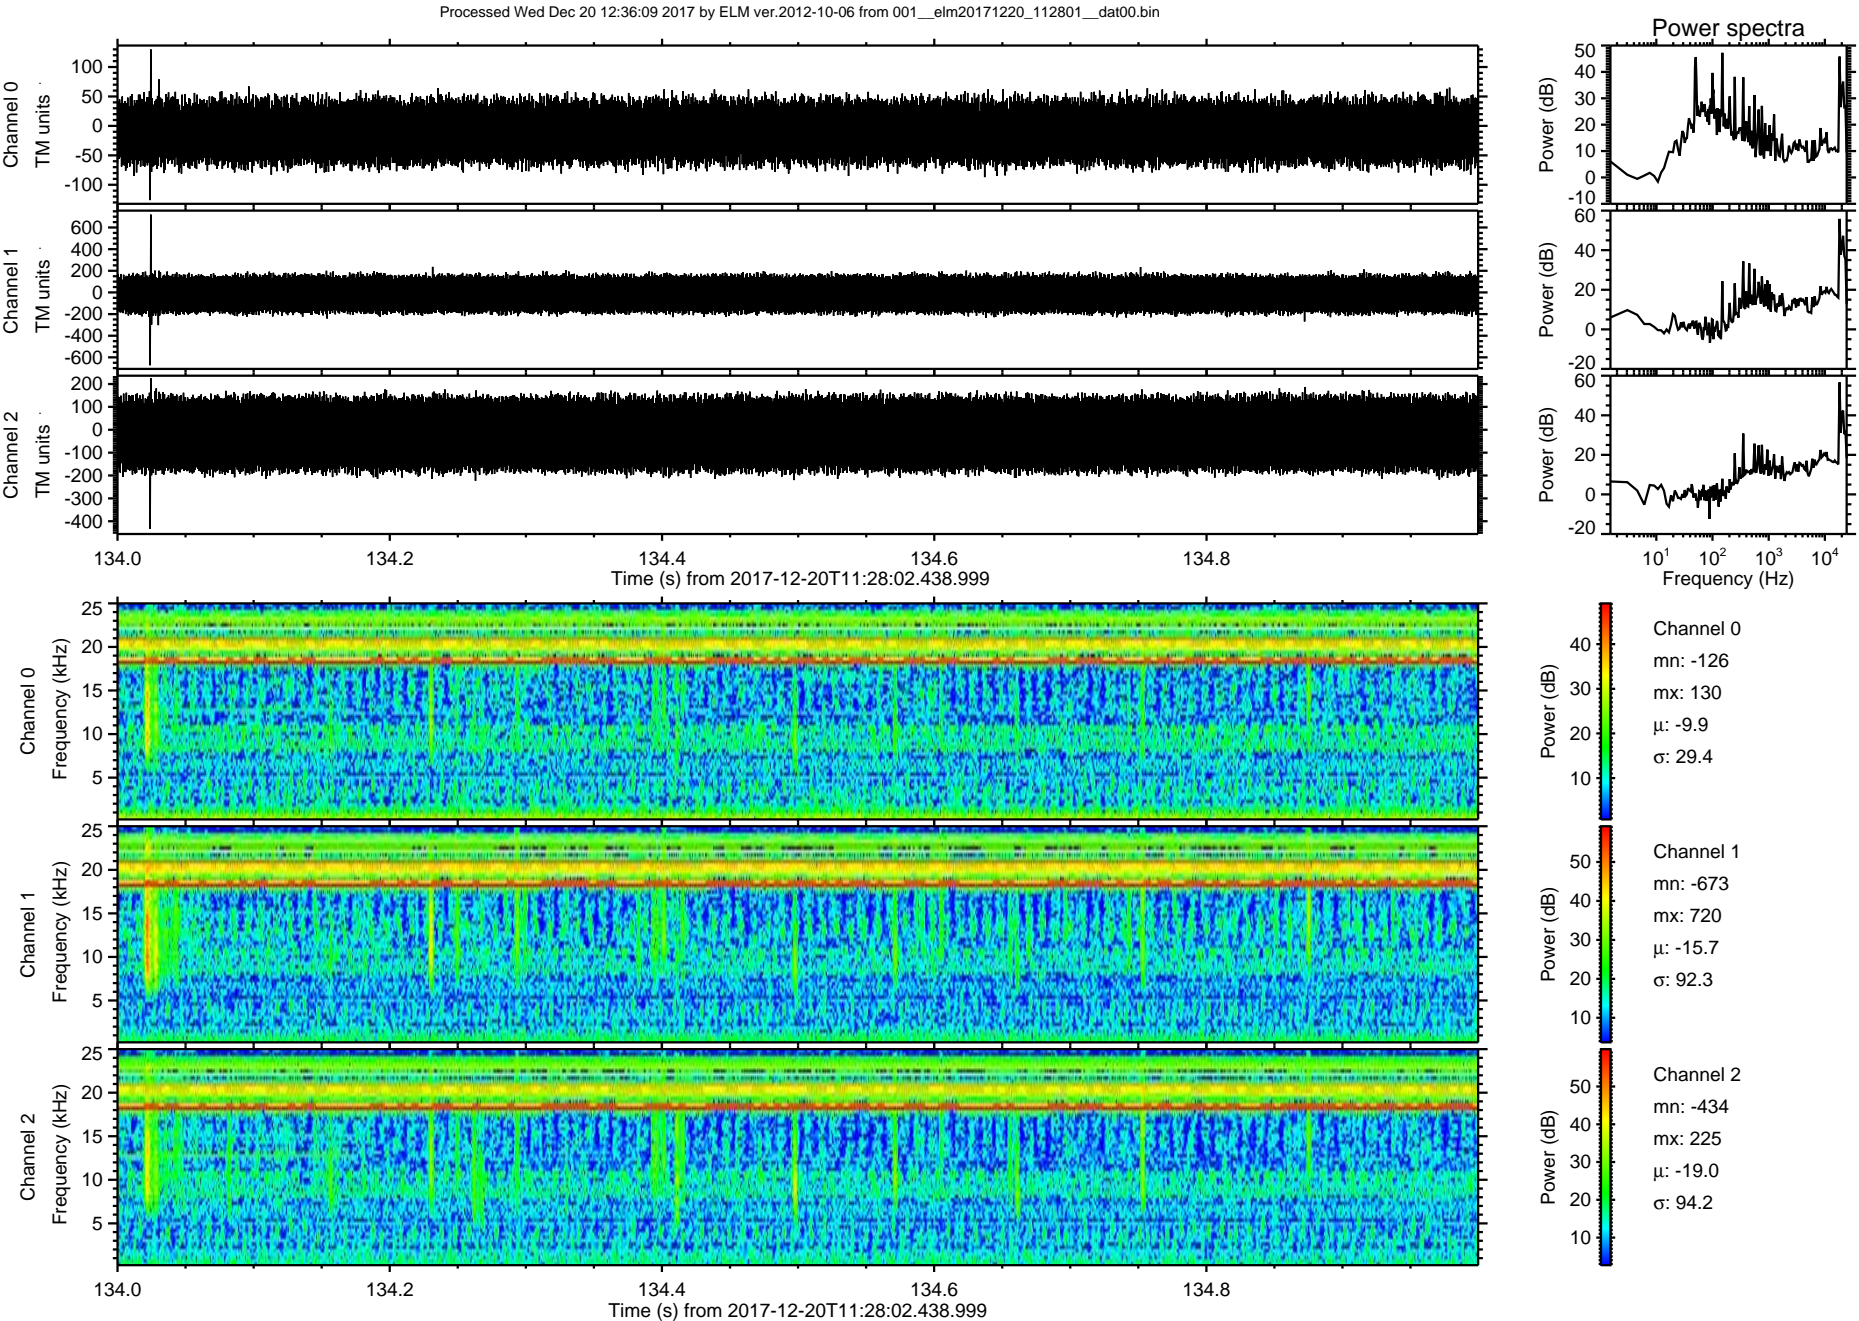 Processed Wed Dec 20 12:36:09 2017 by ELM ver.2012-10-06 from 001__elm20171220_112801__dat00.bin
Power spectra
Channel 0
TM units
100
50
0
-50
-100
Power (dB)
50
40
30
20
10
0
-10
Channel 1
TM units
600
400
200
0
-200
-400
-600
Power (dB)
60
40
20
0
-20
Channel 2
TM units
200
100
0
-100
-200
-300
-400
Power (dB)
60
40
20
0
-20
134.0 134.2 134.4 134.6 134.8
Time (s) from 2017-12-20T11:28:02.438.999
10^1 10^2 10^3 10^4
Frequency (Hz)
Channel 0
Frequency (kHz)
25
20
15
10
5
Power (dB)
40
30
20
10
Channel 0
mn: -126
mx: 130
μ: -9.9
σ: 29.4
Channel 1
Frequency (kHz)
25
20
15
10
5
Power (dB)
50
40
30
20
10
Channel 1
mn: -673
mx: 720
μ: -15.7
σ: 92.3
Channel 2
Frequency (kHz)
25
20
15
10
5
Power (dB)
50
40
30
20
10
Channel 2
mn: -434
mx: 225
μ: -19.0
σ: 94.2
134.0 134.2 134.4 134.6 134.8
Time (s) from 2017-12-20T11:28:02.438.999